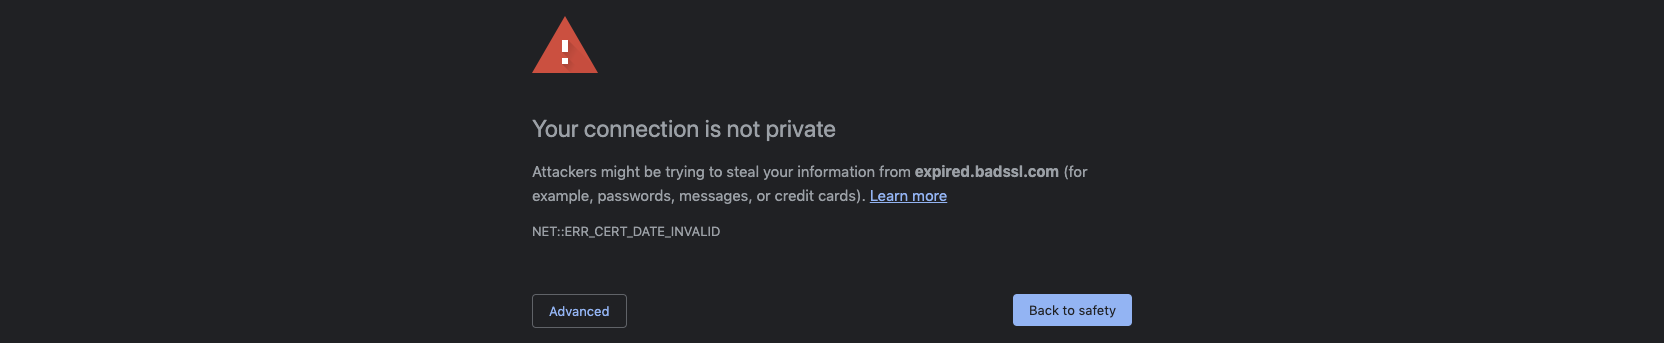 Your connection is not private
Attackers might be trying to steal your information from expired.badssl.com (for
example, passwords, messages, or credit cards). Learn more
NET::ERR_CERT_DATE_INVALID
Advanced
Back to safety